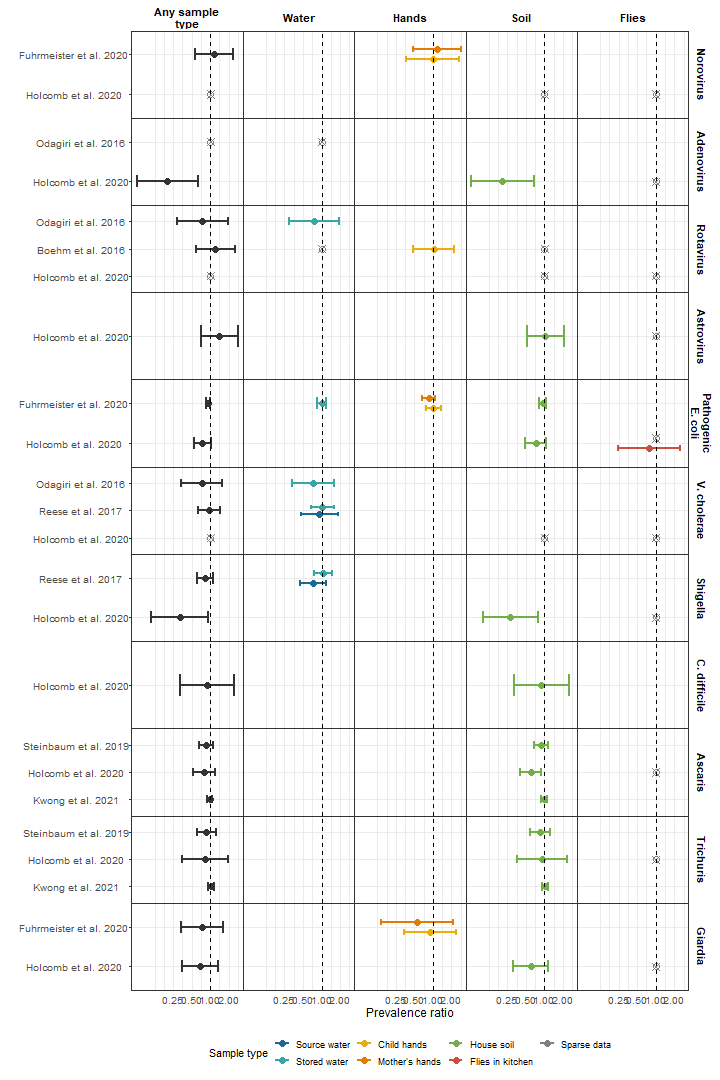 Any sample
type
Water
Hands
Soil
Flies
Fuhrmeister et al. 2020
Holcomb et al. 2020
Norovirus
Odagiri et al. 2016
Holcomb et al. 2020
Adenovirus
Odagiri et al. 2016
Boehm et al. 2016
Holcomb et al. 2020
Rotavirus
Holcomb et al. 2020
Astrovirus
Fuhrmeister et al. 2020
Holcomb et al. 2020
Pathogenic
E. coli
Odagiri et al. 2016
Reese et al. 2017
Holcomb et al. 2020
V. cholerae
Reese et al. 2017
Holcomb et al. 2020
Shigella
Holcomb et al. 2020
C. difficile
Steinbaum et al. 2019
Holcomb et al. 2020
Kwong et al. 2021
Ascaris
Steinbaum et al. 2019
Holcomb et al. 2020
Kwong et al. 2021
Trichuris
Fuhrmeister et al. 2020
Holcomb et al. 2020
Giardia
0.25 0.50 1.00 2.00 0.25 0.50 1.00 2.00 0.25 0.50 1.00 2.00 0.25 0.50 1.00 2.00 0.25 0.50 1.00 2.00
Prevalence ratio
Sample type
Source water
Child hands
House soil
Sparse data
Stored water
Mother's hands
Flies in kitchen